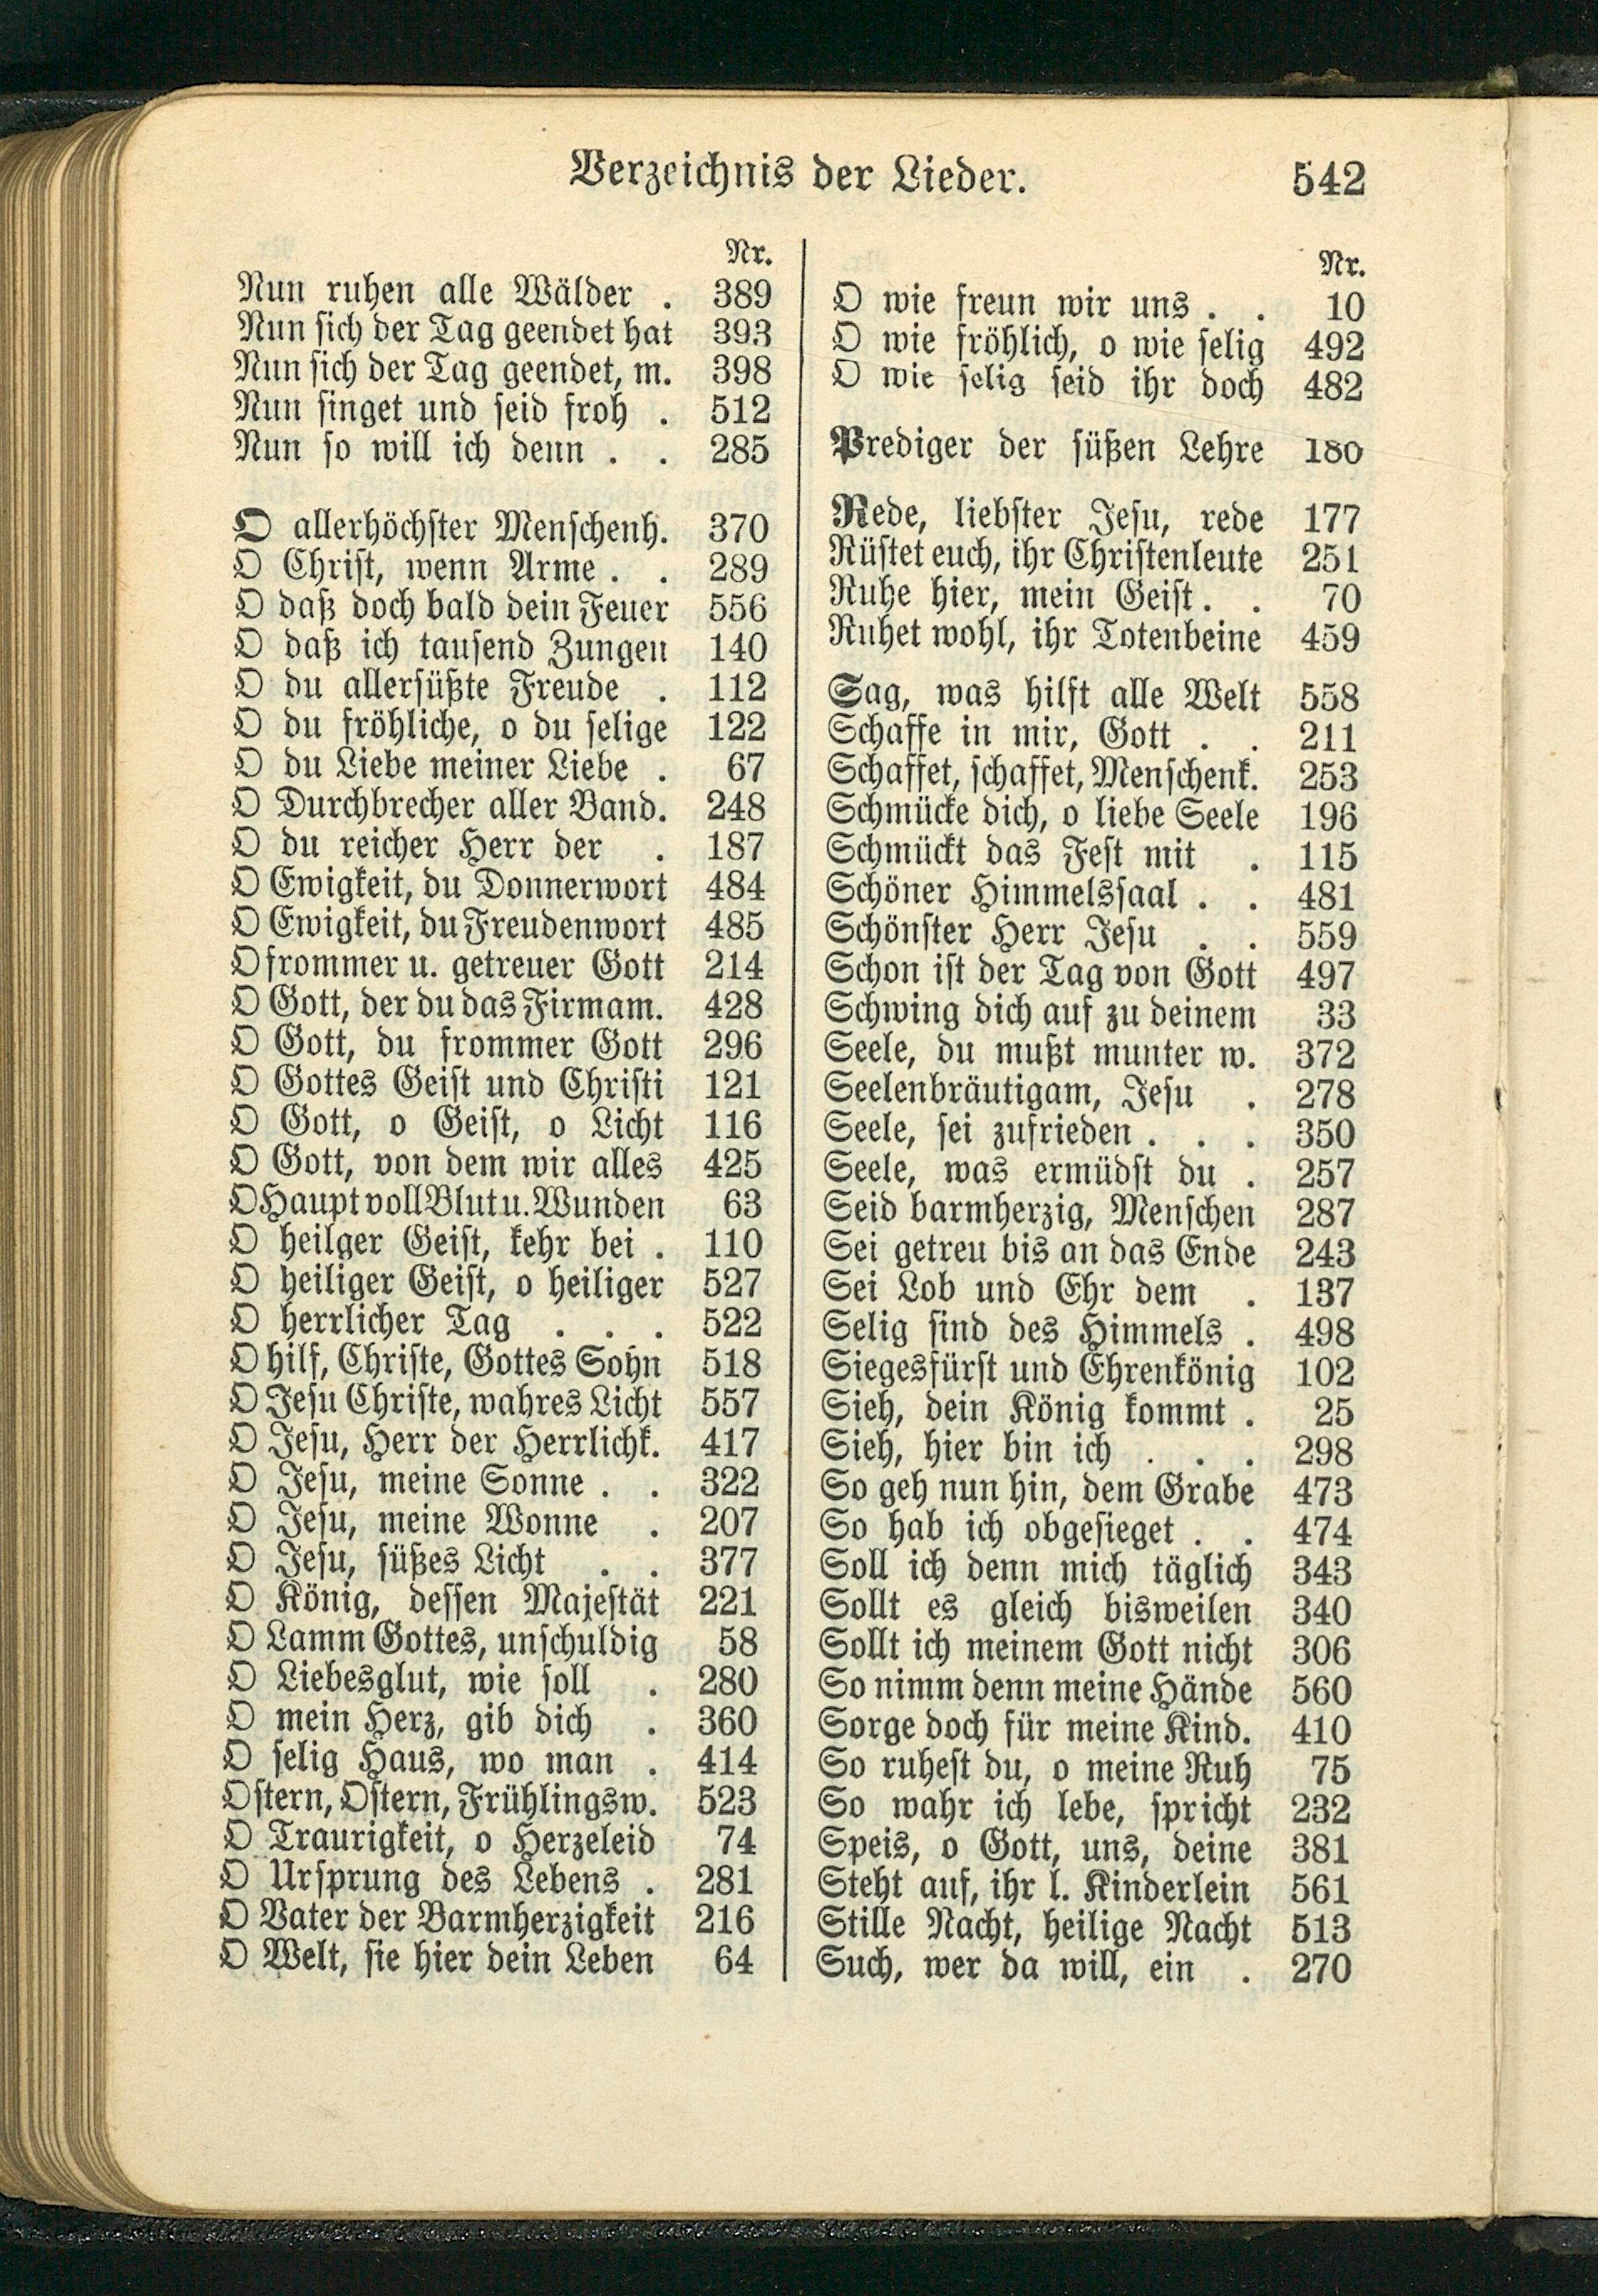 Verzeichnis der Lieder. 542
Nr.
Nun ruhen alle Wälder . 389
Nun sich der Tag geendet hat 393
Nun sich der Tag geendet, m. 398
Nun singet und seid froh . 512
Nun so will ich denn . . 285
O allerhöchster Menschenh. 370
O Christ, wenn Arme . . 289
O daß doch bald dein Feuer 556
O daß ich tausend Zungen 140
O du allersüßte Freude . 112
O du fröhliche, o du selige 122
O du Liebe meiner Liebe . 67
O Durchbrecher aller Band. 248
O du reicher Herr der . 187
O Ewigkeit, du Donnerwort 484
O Ewigkeit, du Freudenwort 485
O frommer u. getreuer Gott 214
O Gott, der du das Firmam. 428
O Gott, du frommer Gott 296
O Gottes Geist und Christi 121
O Gott, o Geist, o Licht 116
O Gott, von dem wir alles 425
O Haupt voll Blut u. Wunden 63
O heilger Geist, kehr bei . 110
O heiliger Geist, o heiliger 527
O herrlicher Tag . . . 522
O hilf, Christe, Gottes Sohn 518
O Jesu Christe, wahres Licht 557
O Jesu, Herr der Herrlichk. 417
O Jesu, meine Sonne . . 322
O Jesu, meine Wonne . 207
O Jesu, süßes Licht . . 377
O König, dessen Majestät 221
O Lamm Gottes, unschuldig 58
O Liebesglut, wie soll . 280
O mein Herz, gib dich . 360
O selig Haus, wo man . 414
Ostern, Ostern, Frühlingsw. 523
O Traurigkeit, o Herzeleid 74
O Ursprung des Lebens . 281
O Vater der Barmherzigkeit 216
O Welt, sie hier dein Leben 64
Nr.
O wie freun wir uns . . 10
O wie fröhlich, o wie selig 492
O wie selig seid ihr doch 482
Prediger der süßen Lehre 180
Rede, liebster Jesu, rede 177
Rüstet euch, ihr Christenleute 251
Ruhe hier, mein Geist . . 70
Ruhet wohl, ihr Totenbeine 459
Sag, was hilft alle Welt 558
Schaffe in mir, Gott . . 211
Schaffet, schaffet, Menschenk. 253
Schmücke dich, o liebe Seele 196
Schmückt das Fest mit . 115
Schöner Himmelssaal . . 481
Schönster Herr Jesu . . 559
Schon ist der Tag von Gott 497
Schwing dich auf zu deinem 33
Seele, du mußt munter w. 372
Seelenbräutigam, Jesu . 278
Seele, sei zufrieden . . . 350
Seele, was ermüdst du . 257
Seid barmherzig, Menschen 287
Sei getreu bis an das Ende 243
Sei Lob und Ehr dem . 137
Selig sind des Himmels . 498
Siegesfürst und Ehrenkönig 102
Sieh, dein König kommt . 25
Sieh, hier bin ich . . . 298
So geh nun hin, dem Grabe 473
So hab ich obgesieget . . 474
Soll ich denn mich täglich 343
Sollt es gleich bisweilen 340
Sollt ich meinem Gott nicht 306
So nimm denn meine Hände 560
Sorge doch für meine Kind. 410
So ruhest du, o meine Ruh 75
So wahr ich lebe, spricht 232
Speis, o Gott, uns, deine 381
Steht auf, ihr l. Kinderlein 561
Stille Nacht, heilige Nacht 513
Such, wer da will, ein . 270